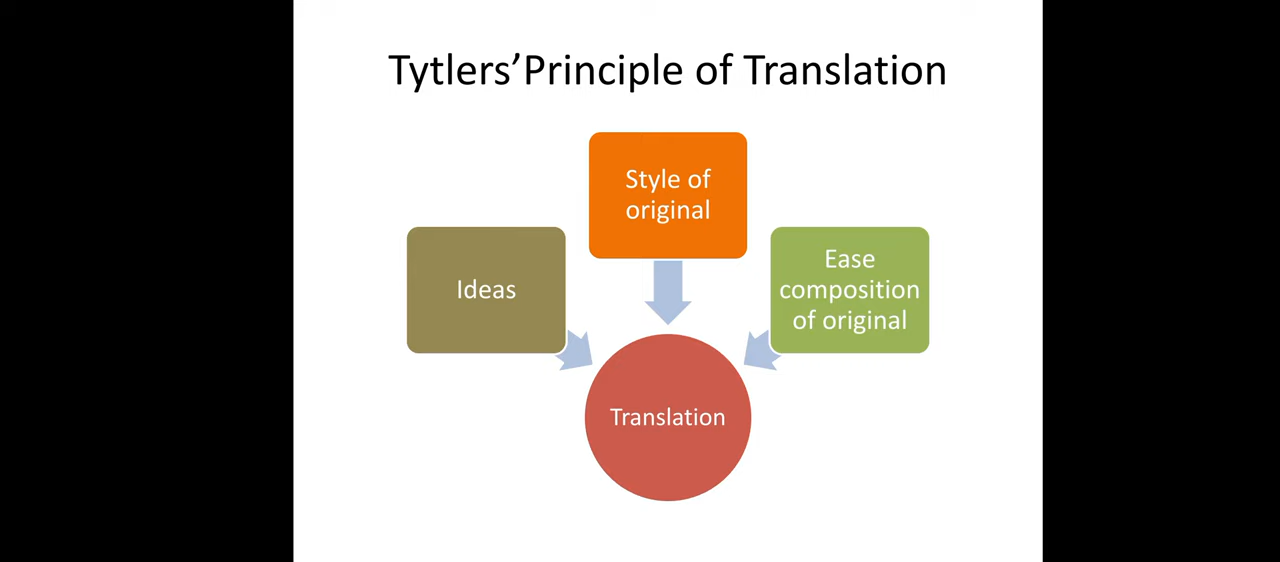 Tytlers’Principle of Translation
Style of
original
Ideas
Ease
composition
of original
Translation